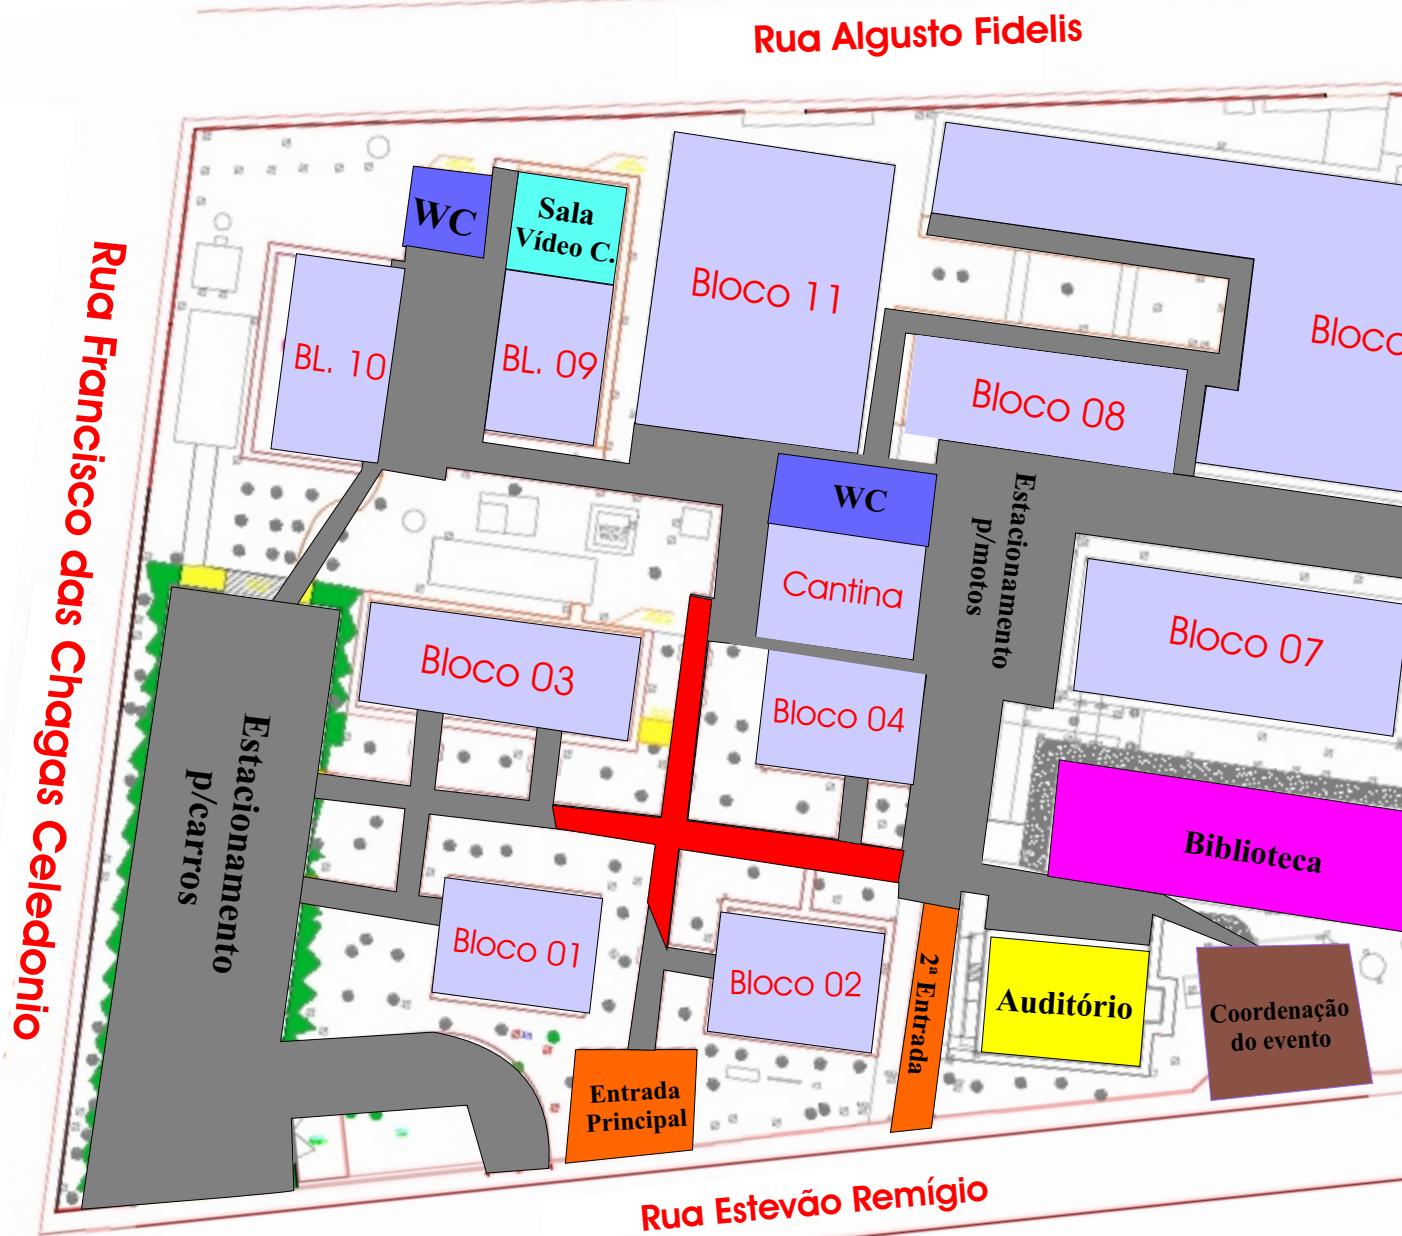 Rua Algusto Fidelis
Rua Francisco das Chagas Celedonio
WC
Sala
Vídeo C.
Bloco 11
Bloco
BL. 10
BL. 09
Bloco 08
WC
Estacionamento
p/motos
Cantina
Bloco 07
Bloco 03
Bloco 04
Estacionamento
p/carros
Biblioteca
Bloco 01
Bloco 02
2ª Entrada
Auditório
Coordenação
do evento
Entrada
Principal
Rua Estevão Remígio